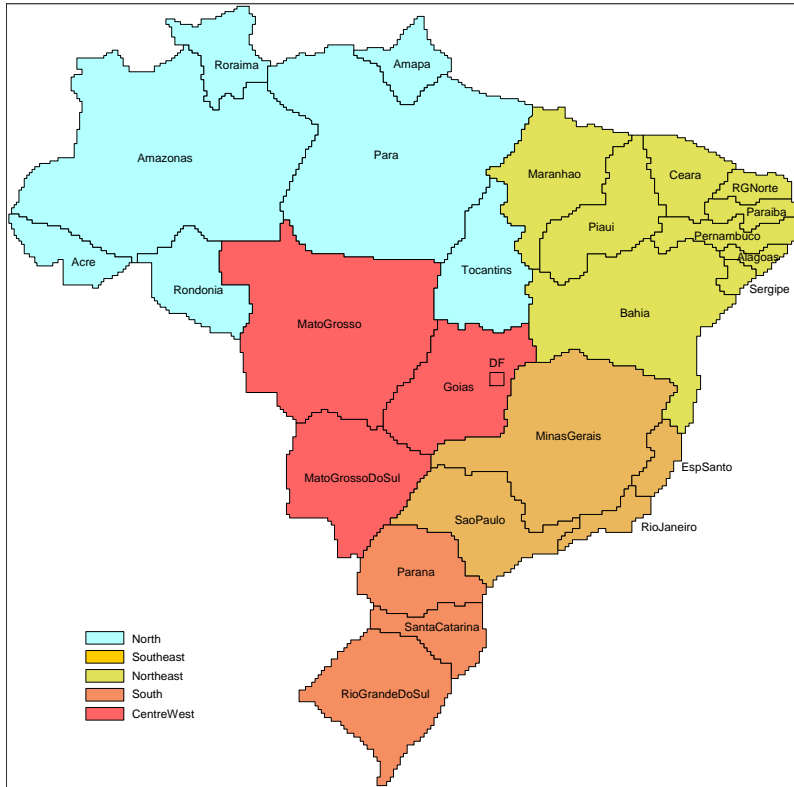 Roraima
Amapa
Amazonas
Para
Maranhao
Ceara
RGNorte
Paraiba
Piaui
Pernambuco
Alagoas
Acre
Tocantins
Rondonia
Sergipe
MatoGrosso
Bahia
DF
Goias
MinasGerais
EspSanto
MatoGrossoDoSul
SaoPaulo
RioJaneiro
Parana
SantaCatarina
RioGrandeDoSul
North
Southeast
Northeast
South
CentreWest